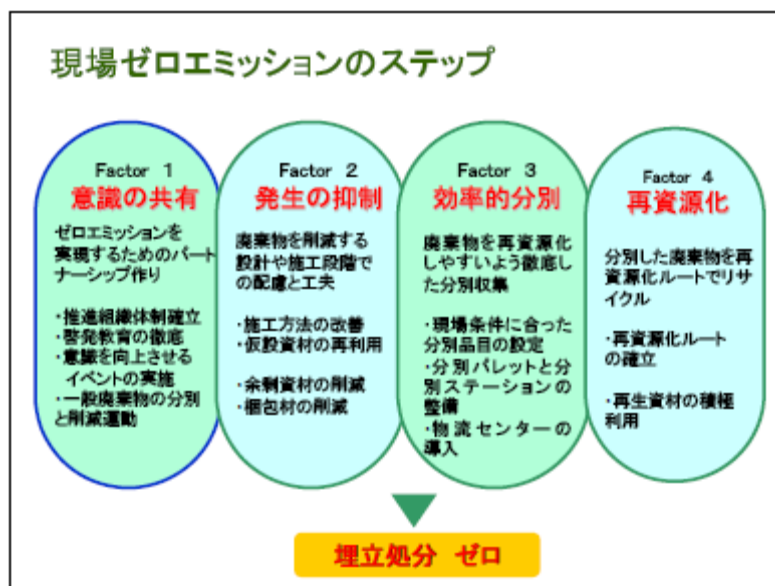 現場ゼロエミッションのステップ
Factor 1
意識の共有
ゼロエミッションを
実現するためのパート
ナーシップ作り
・推進組織体制確立
・啓発教育の徹底
・意識を向上させる
イベントの実施
・一般廃棄物の分別
と削減運動
Factor 2
発生の抑制
廃棄物を削減する
設計や施工段階で
の配慮と工夫
・施工方法の改善
・仮設資材の再利用
・余剰資材の削減
・梱包材の削減
Factor 3
効率的分別
廃棄物を再資源化
しやすいよう徹底し
た分別収集
・現場条件に合った
分別品目の設定
・分別パレットと分
別ステーションの
整備
・物流センターの
導入
Factor 4
再資源化
分別した廃棄物を再
資源化ルートでリサ
イクル
・再資源化ルート
の確立
・再生資材の積極
利用
埋立処分 ゼロ